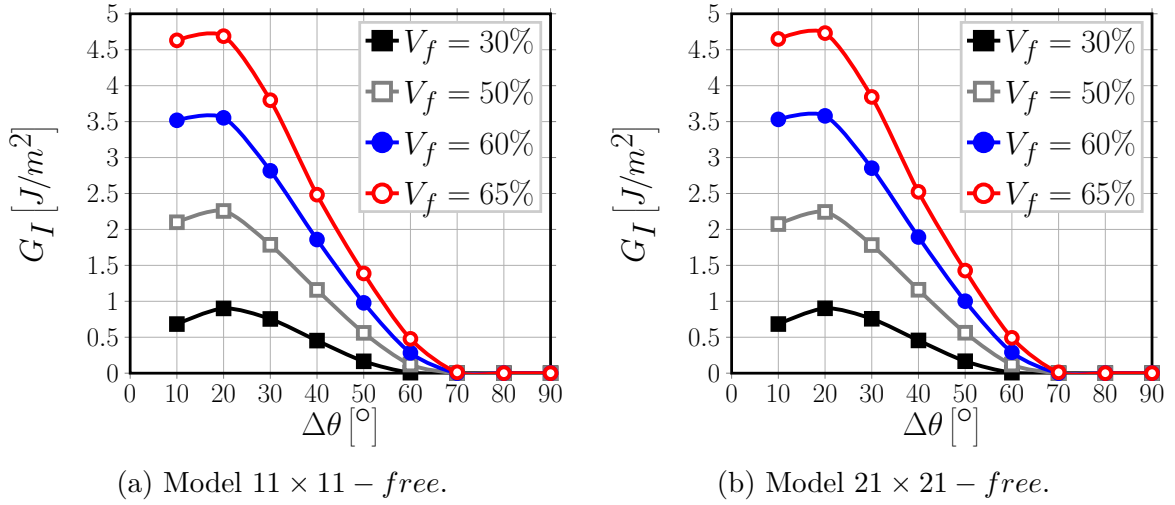 5
4.5
4
3.5
3
2.5
2
1.5
1
0.5
0
G_I [J/m²]
V_f = 30%
V_f = 50%
V_f = 60%
V_f = 65%
0 10 20 30 40 50 60 70 80 90
Δθ [°]
(a) Model 11 × 11 − free.
5
4.5
4
3.5
3
2.5
2
1.5
1
0.5
0
G_I [J/m²]
V_f = 30%
V_f = 50%
V_f = 60%
V_f = 65%
0 10 20 30 40 50 60 70 80 90
Δθ [°]
(b) Model 21 × 21 − free.